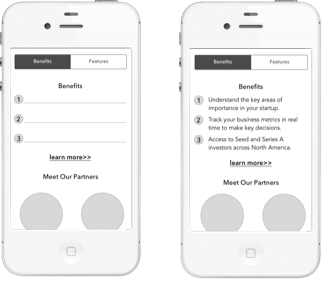 Benefits
Features
Benefits
1
2
3
learn more>>
Meet Our Partners
Benefits
Features
Benefits
1 Understand the key areas of
importance in your startup.
2 Track your business metrics in real
time to make key decisions.
3 Access to Seed and Series A
investors across North America.
learn more>>
Meet Our Partners